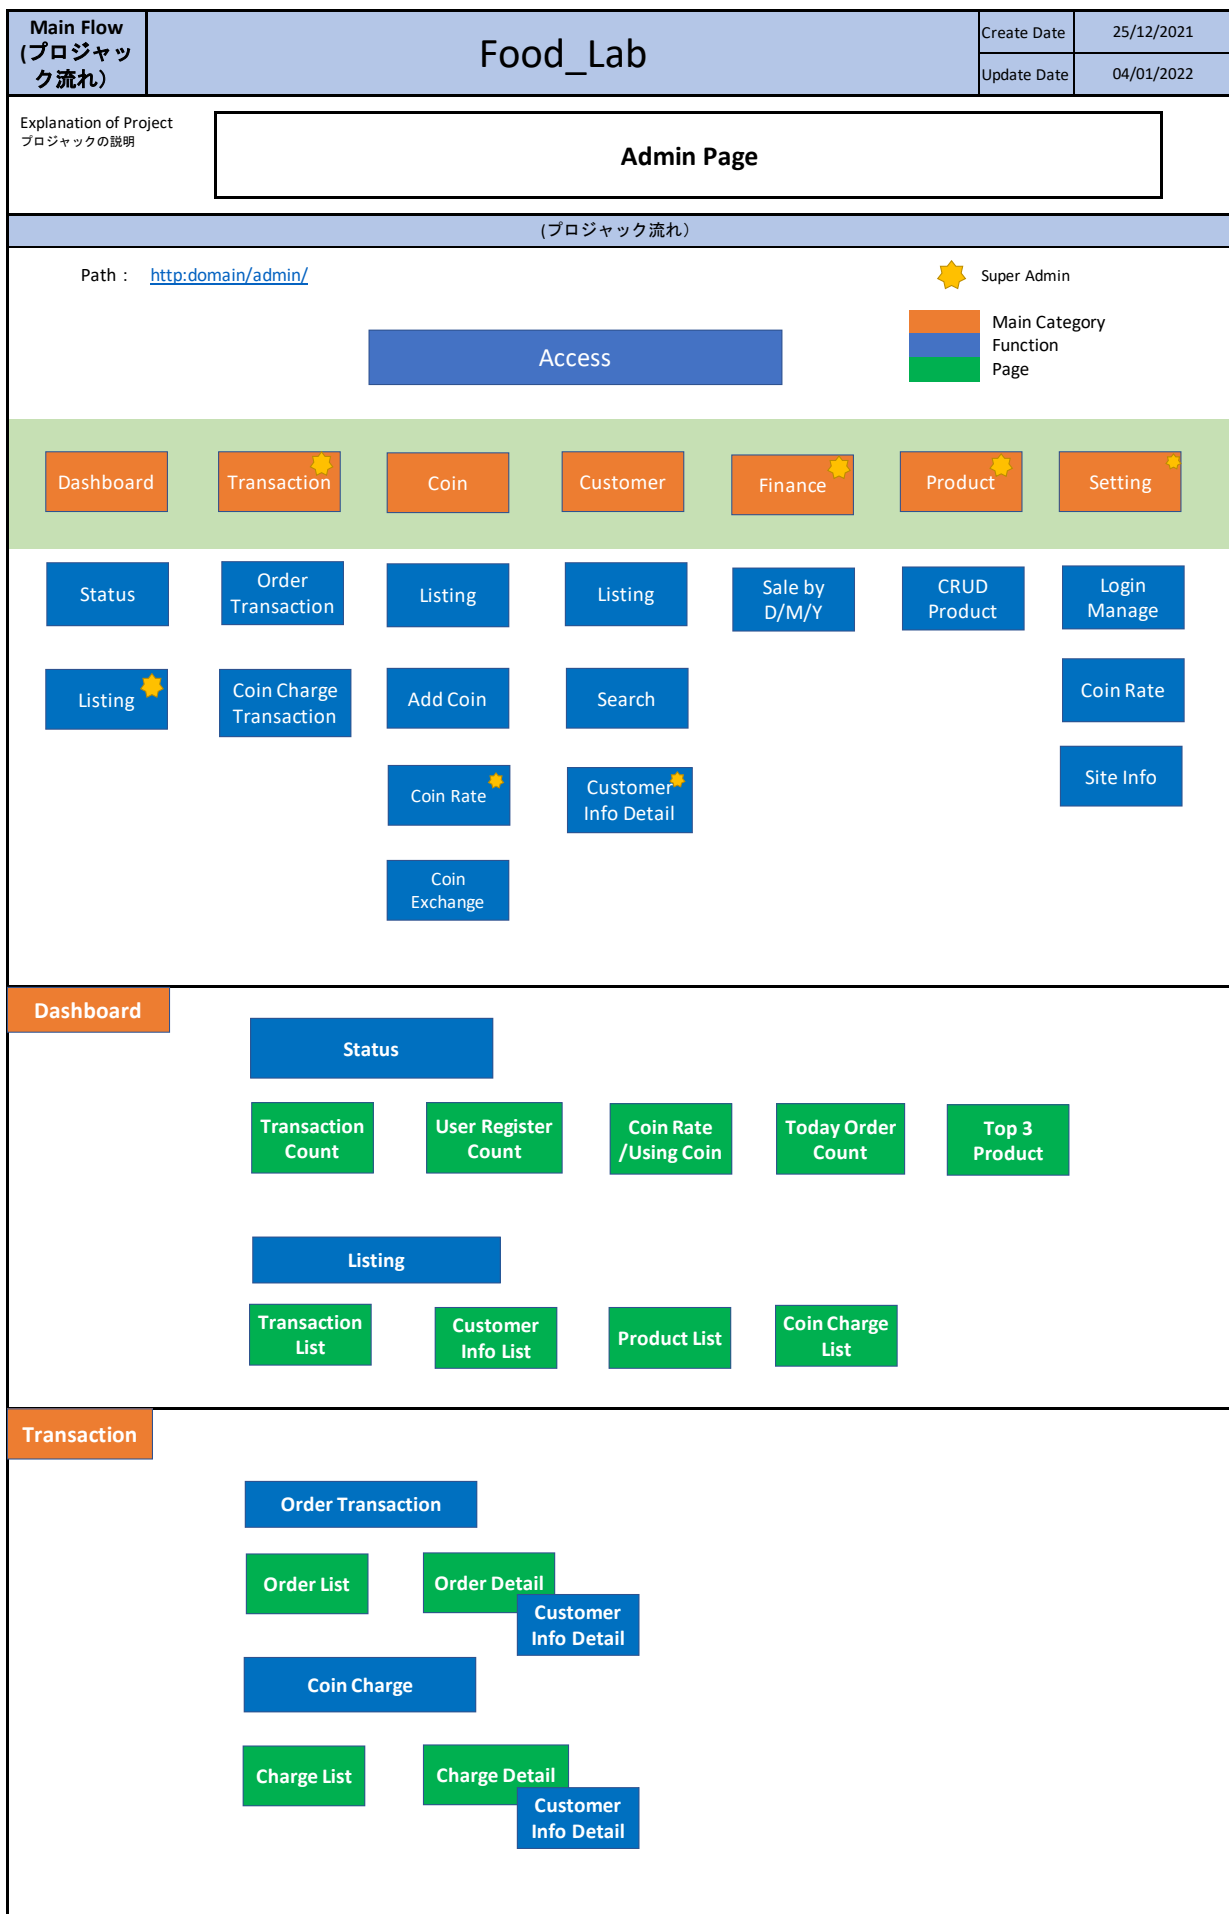 Main Flow
(プロジャッ
ク流れ）
Food_Lab
Create Date
25/12/2021
Update Date
04/01/2022
Explanation of Project
プロジャックの説明
Admin Page
(プロジャック流れ）
Path :
http:domain/admin/
Super Admin
Main Category
Function
Page
Access
Dashboard
Transaction
Coin
Customer
Finance
Product
Setting
Status
Order
Transaction
Listing
Listing
Sale by
D/M/Y
CRUD
Product
Login
Manage
Listing
Coin Charge
Transaction
Add Coin
Search
Coin Rate
Coin Rate
Customer
Info Detail
Site Info
Coin
Exchange
Dashboard
Status
Transaction
Count
User Register
Count
Coin Rate
/Using Coin
Today Order
Count
Top 3
Product
Listing
Transaction
List
Customer
Info List
Product List
Coin Charge
List
Transaction
Order Transaction
Order List
Order Detail
Customer
Info Detail
Coin Charge
Charge List
Charge Detail
Customer
Info Detail